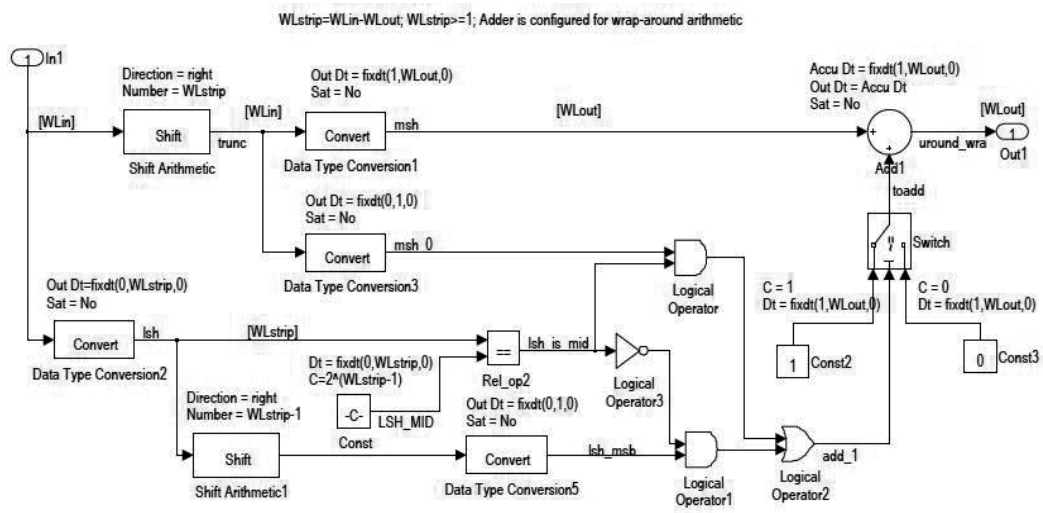 WLstrip=WLin-WLout; WLstrip>=1; Adder is configured for wrap-around arithmetic
1
In1
Direction = right
Number = WLstrip
[WLin]
Shift
trunc
Shift Arithmetic
[WLin]
Out Dt = fixdt(1,WLout,0)
Sat = No
Convert
msh
Data Type Conversion1
[WLout]
Accu Dt = fixdt(1,WLout,0)
Out Dt = Accu Dt
Sat = No
+
+
Add1
uround_wra
[WLout]
1
Out1
toadd
Out Dt = fixdt(0,1,0)
Sat = No
Convert
msh_0
Data Type Conversion3
Logical
Operator
Switch
C = 1
Dt = fixdt(1,WLout,0)
1
Const2
C = 0
Dt = fixdt(1,WLout,0)
0
Const3
Out Dt=fixdt(0,WLstrip,0)
Sat = No
Convert
lsh
Data Type Conversion2
[WLstrip]
==
Rel_op2
lsh_is_mid
Logical
Operator3
Dt = fixdt(0,WLstrip,0)
C=2^(WLstrip-1)
-C-
LSH_MID
Const
Direction = right
Number = WLstrip-1
Shift
Shift Arithmetic1
Out Dt = fixdt(0,1,0)
Sat = No
Convert
lsh_msb
Data Type Conversion5
Logical
Operator1
Logical
Operator2
add_1